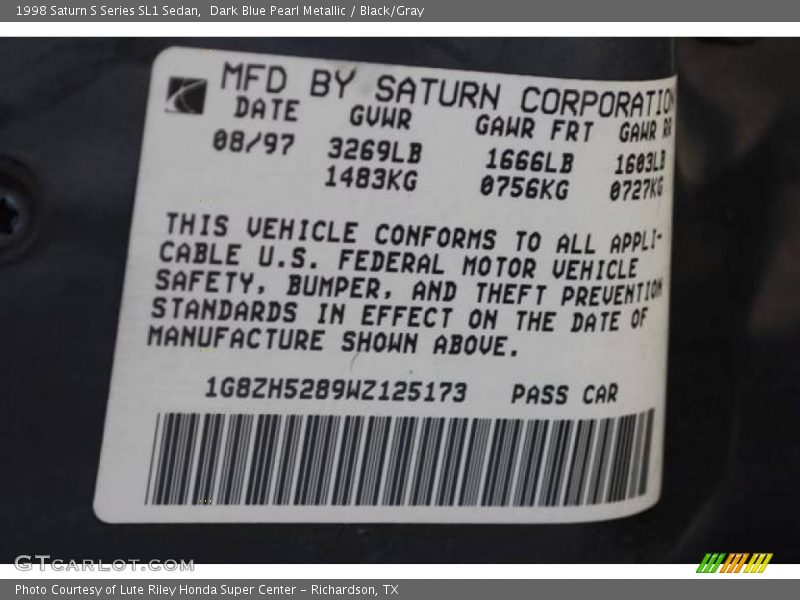 1998 Saturn S Series SL1 Sedan,  Dark Blue Pearl Metallic / Black/Gray
MFD BY SATURN CORPORATION
DATE GVWR GAWR FRT GAWR RR
08/97 3269LB 1666LB 1603LB
1483KG 0756KG 0727KG
THIS VEHICLE CONFORMS TO ALL APPLI-
CABLE U.S. FEDERAL MOTOR VEHICLE
SAFETY, BUMPER, AND THEFT PREVENTION
STANDARDS IN EFFECT ON THE DATE OF
MANUFACTURE SHOWN ABOVE.
1G8ZH5289WZ125173 PASS CAR
GTCARLOT.COM
Photo Courtesy of Lute Riley Honda Super Center - Richardson, TX